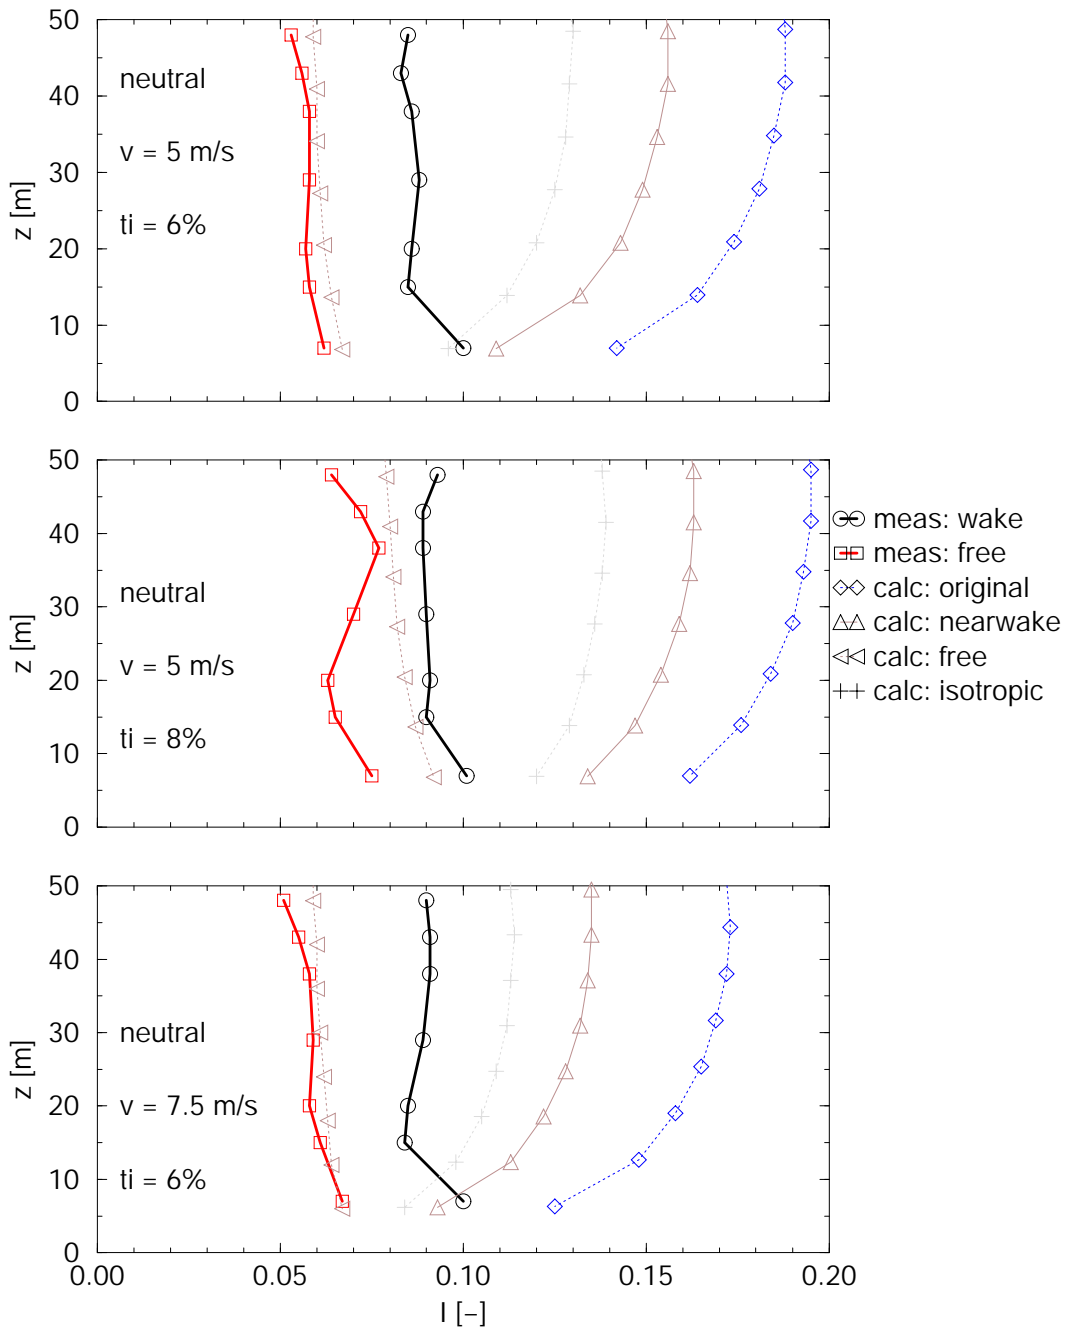 50
40
30
20
10
0
z [m]
neutral
v = 5 m/s
ti = 6%
50
40
30
20
10
0
z [m]
neutral
v = 5 m/s
ti = 8%
meas: wake
meas: free
calc: original
calc: nearwake
calc: free
calc: isotropic
50
40
30
20
10
0
z [m]
neutral
v = 7.5 m/s
ti = 6%
0.00 0.05 0.10 0.15 0.20
I [−]